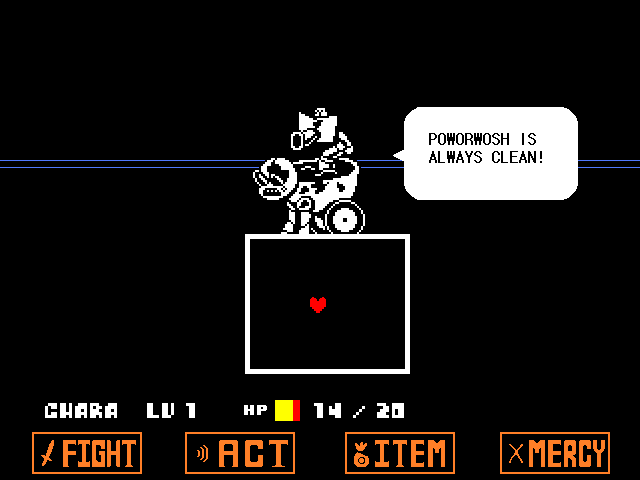 POWORWOSH IS
ALWAYS CLEAN!
CHARA LV 1 HP 14 / 20
FIGHT ACT ITEM MERCY